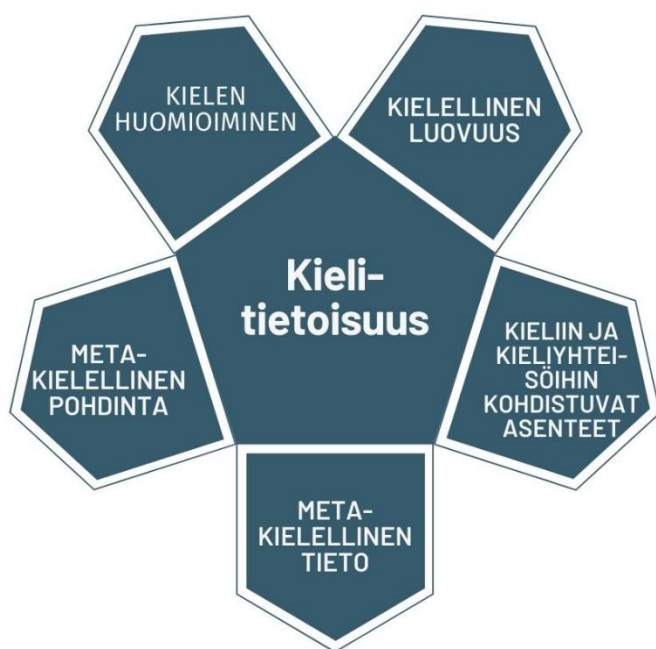 KIELEN
HUOMIOIMINEN
KIELELLINEN
LUOVUUS
Kieli-
tietoisuus
META-
KIELELLINEN
POHDINTA
KIELIIN JA
KIELIYHTEI-
SÖIHIN
KOHDISTUVAT
ASENTEET
META-
KIELELLINEN
TIETO